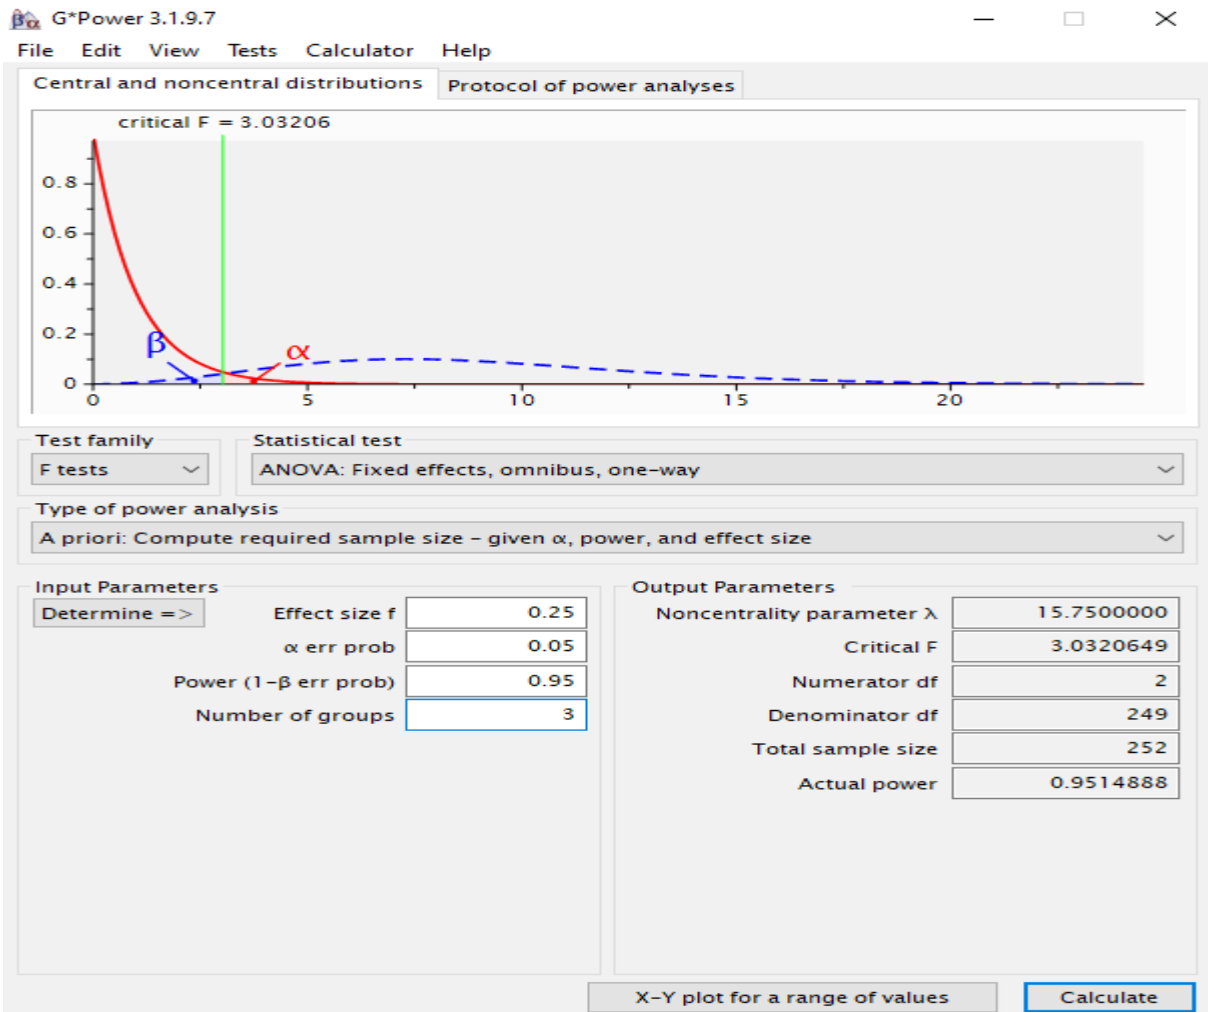 G*Power 3.1.9.7
File Edit View Tests Calculator Help
Central and noncentral distributions Protocol of power analyses
critical F = 3.03206
0.8
0.6
0.4
0.2
0
β
α
0 5 10 15 20
Test family Statistical test
F tests ANOVA: Fixed effects, omnibus, one-way
Type of power analysis
A priori: Compute required sample size – given α, power, and effect size
Input Parameters
Determine => Effect size f 0.25
α err prob 0.05
Power (1-β err prob) 0.95
Number of groups 3
Output Parameters
Noncentrality parameter λ 15.7500000
Critical F 3.0320649
Numerator df 2
Denominator df 249
Total sample size 252
Actual power 0.9514888
X-Y plot for a range of values Calculate